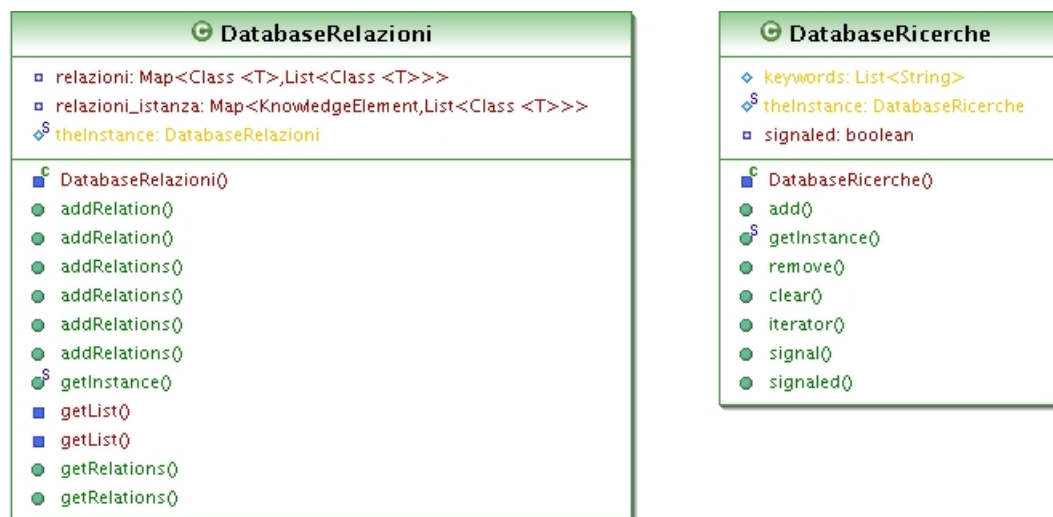 DatabaseRelazioni
relazioni: Map<Class <T>,List<Class <T>>>
relazioni_istanza: Map<KnowledgeElement,List<Class <T>>>
theInstance: DatabaseRelazioni
DatabaseRelazioni()
addRelation()
addRelation()
addRelations()
addRelations()
addRelations()
addRelations()
getInstance()
getList()
getList()
getRelations()
getRelations()
DatabaseRicerche
keywords: List<String>
theInstance: DatabaseRicerche
signaled: boolean
DatabaseRicerche()
add()
getInstance()
remove()
clear()
iterator()
signal()
signaled()